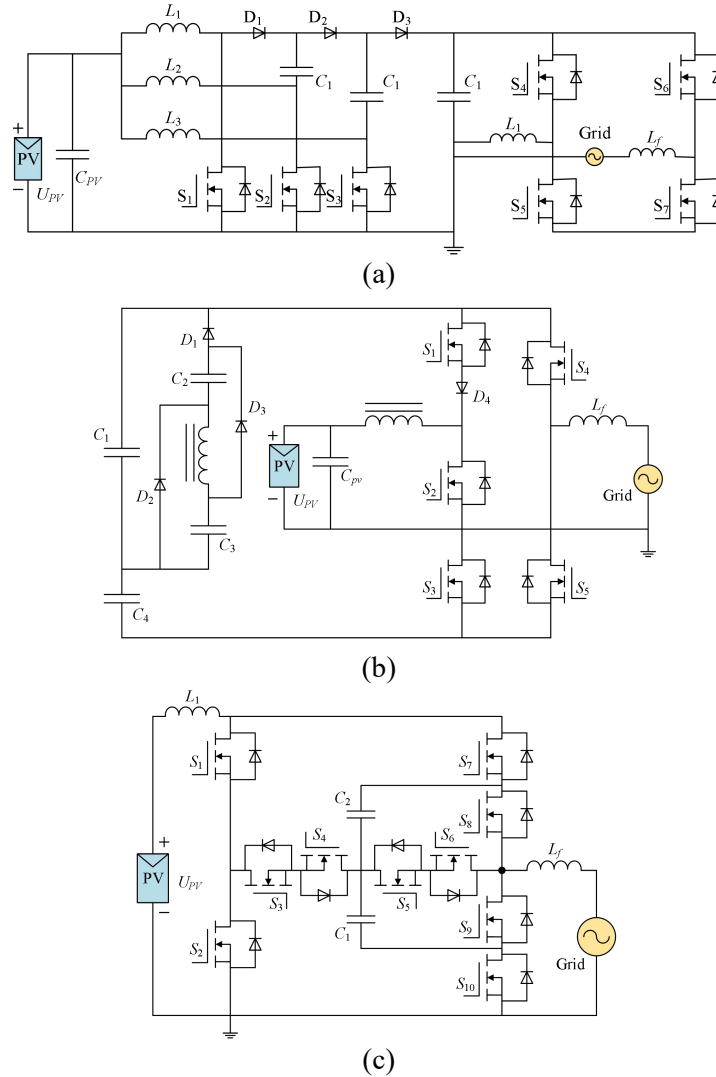 L1 D1 D2 D3
L2 C1 C1 C1 S4 S6
L3 L1 Grid Lf
+ PV − UPV CPV
S1 S2 S3 S5 S7
(a)
D1 S1 S4
C2 D3 D4 Lf
C1 + PV − UPV Cpv
D2 S2 Grid
C3
C4 S3 S5
(b)
L1
S1 S7
C2 S8
S4 S6 Lf
+ PV − UPV
S3 S5
C1 S9
S2 Grid
S10
(c)